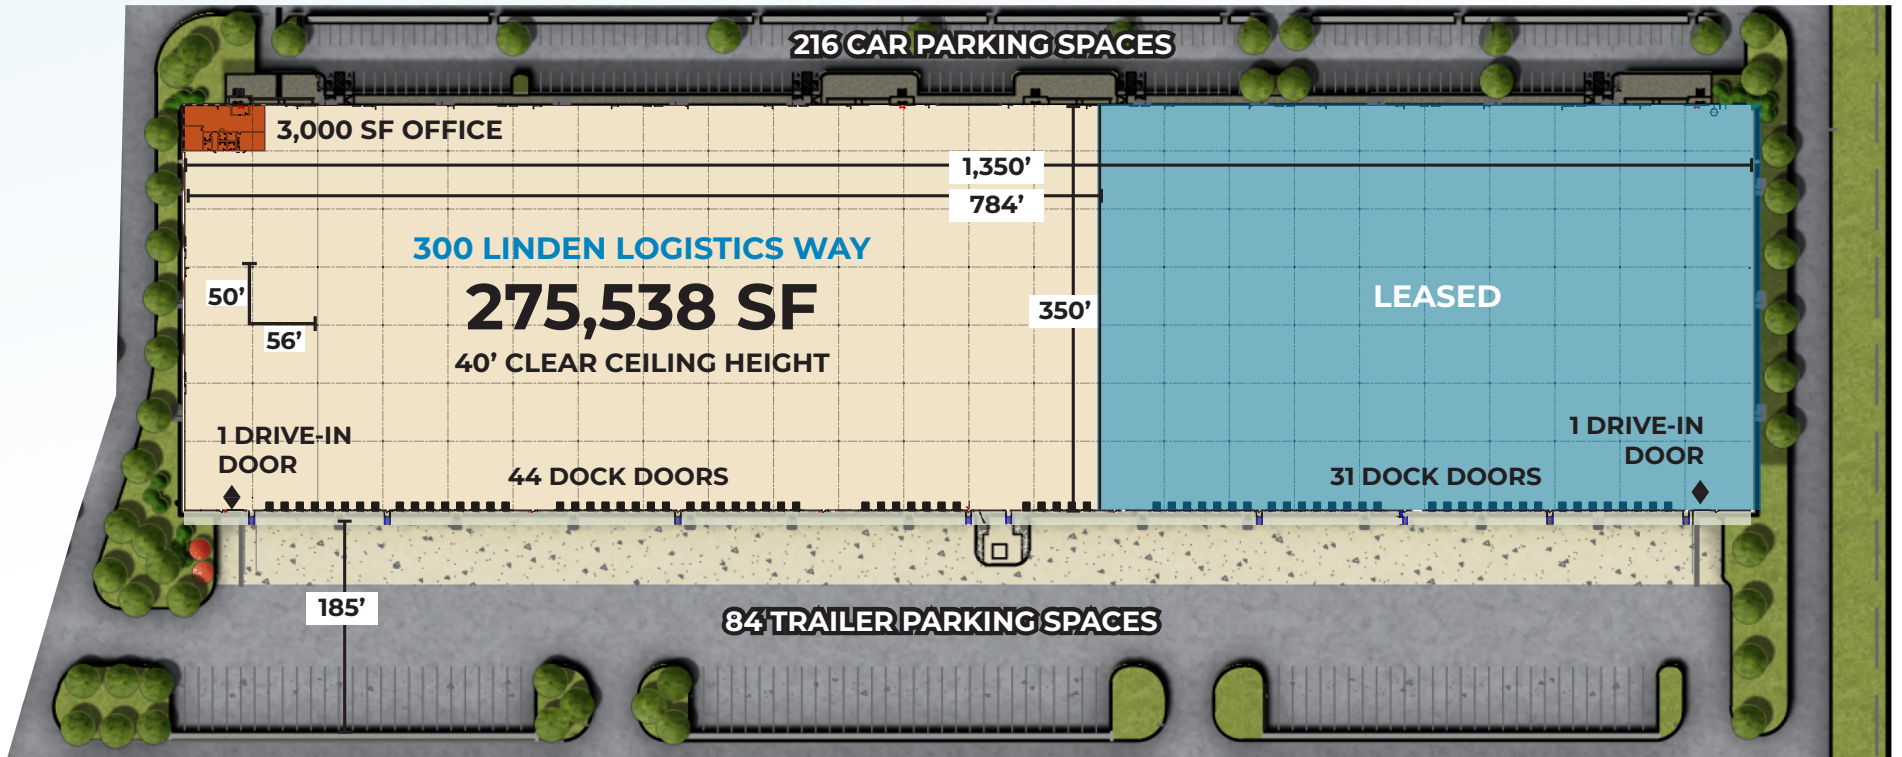 216 CAR PARKING SPACES
3,000 SF OFFICE
1,350’
784’
300 LINDEN LOGISTICS WAY
275,538 SF
40’ CLEAR CEILING HEIGHT
50’
56’
350’
LEASED
1 DRIVE-IN
DOOR
44 DOCK DOORS
31 DOCK DOORS
1 DRIVE-IN
DOOR
185’
84 TRAILER PARKING SPACES